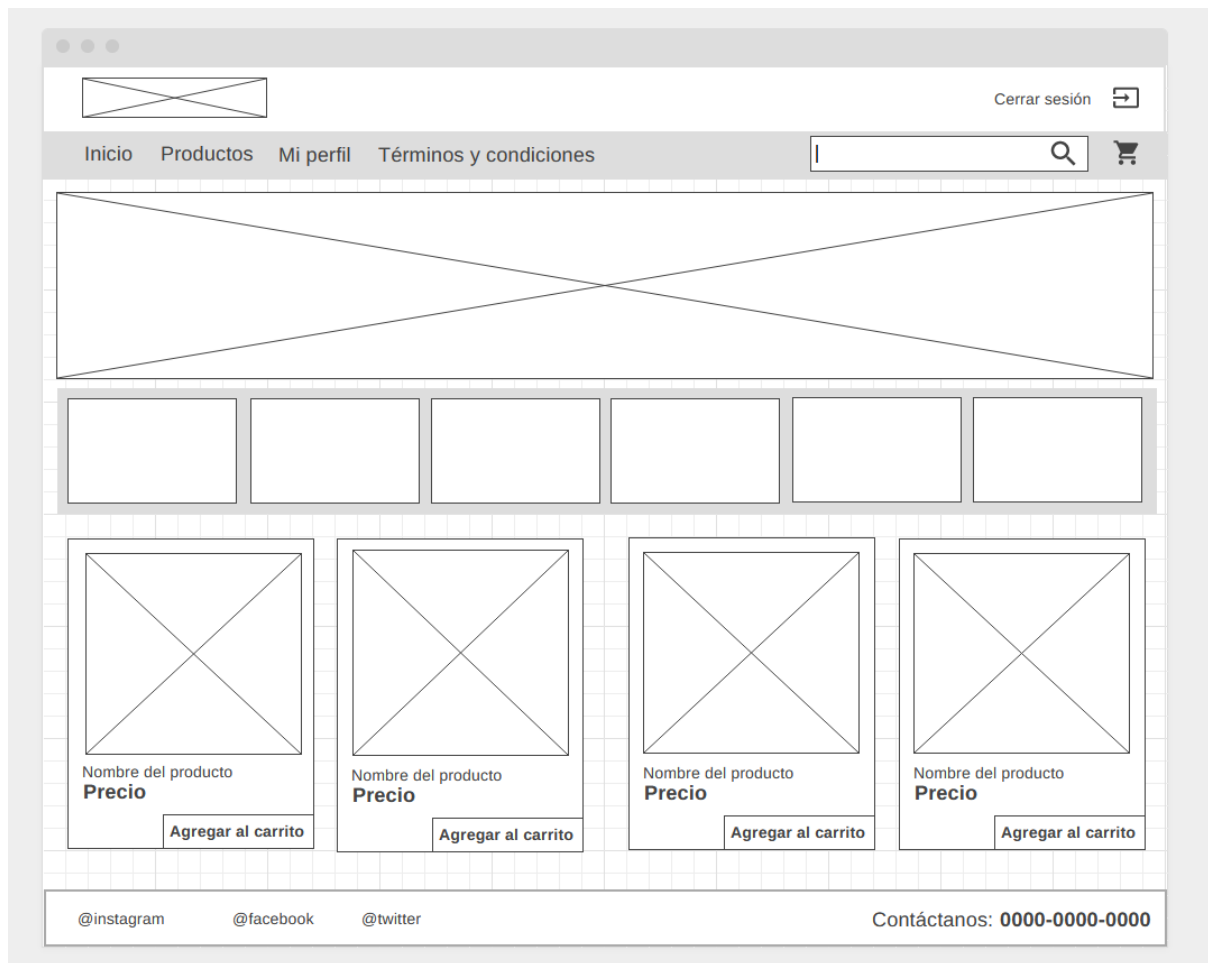 Cerrar sesión
Inicio Productos Mi perfil Términos y condiciones
Nombre del producto
Precio
Agregar al carrito
Nombre del producto
Precio
Agregar al carrito
Nombre del producto
Precio
Agregar al carrito
Nombre del producto
Precio
Agregar al carrito
@instagram @facebook @twitter Contáctanos: 0000-0000-0000